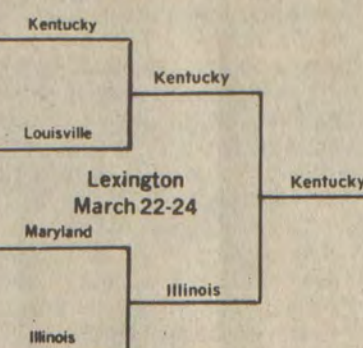 Kentucky
Kentucky
Louisville
Lexington
March 22-24
Kentucky
Maryland
Illinois
Illinois